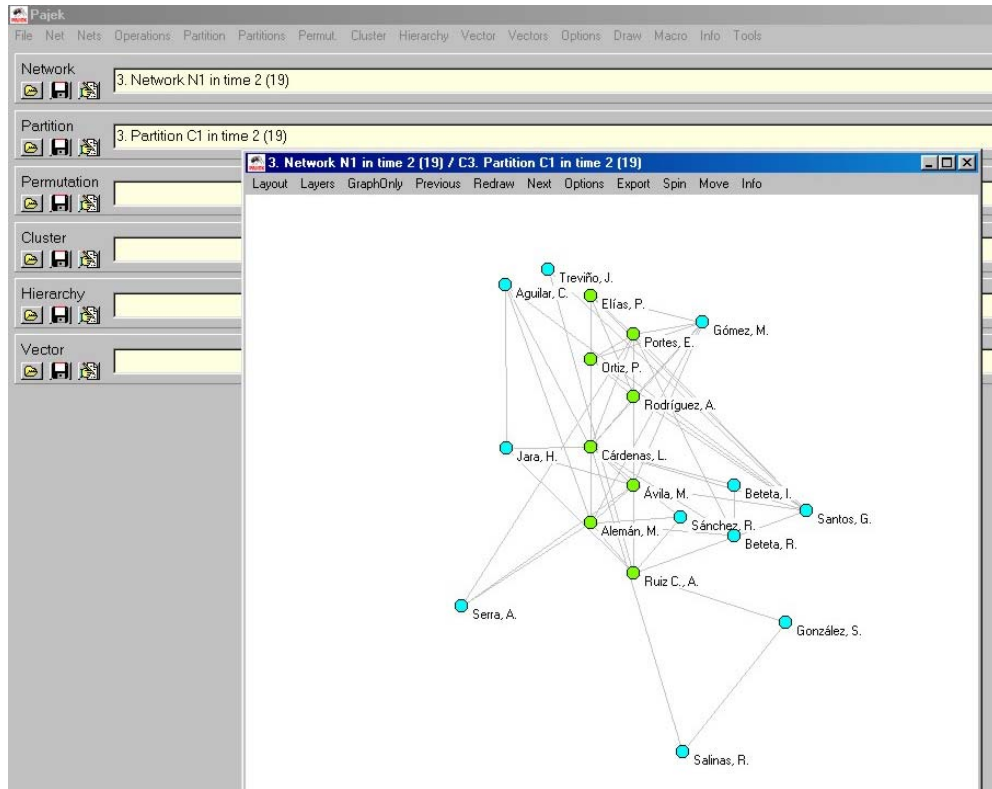 Pajek
File Net Nets Operations Partition Partitions Permut. Cluster Hierarchy Vector Vectors Options Draw Macro Info Tools
Network
3. Network N1 in time 2 (19)
Partition
3. Partition C1 in time 2 (19)
3. Network N1 in time 2 (19) / C3. Partition C1 in time 2 (19)
Permutation
Layout Layers GraphOnly Previous Redraw Next Options Export Spin Move Info
Cluster
Hierarchy
Vector
Treviño, J.
Aguilar, C.
Elías, P.
Gómez, M.
Portes, E.
Ortiz, P.
Rodríguez, A.
Jara, H.
Cárdenas, L.
Ávila, M.
Beteta, I.
Santos, G.
Sánchez, R.
Alemán, M.
Beteta, R.
Ruiz C., A.
Serra, A.
González, S.
Salinas, R.